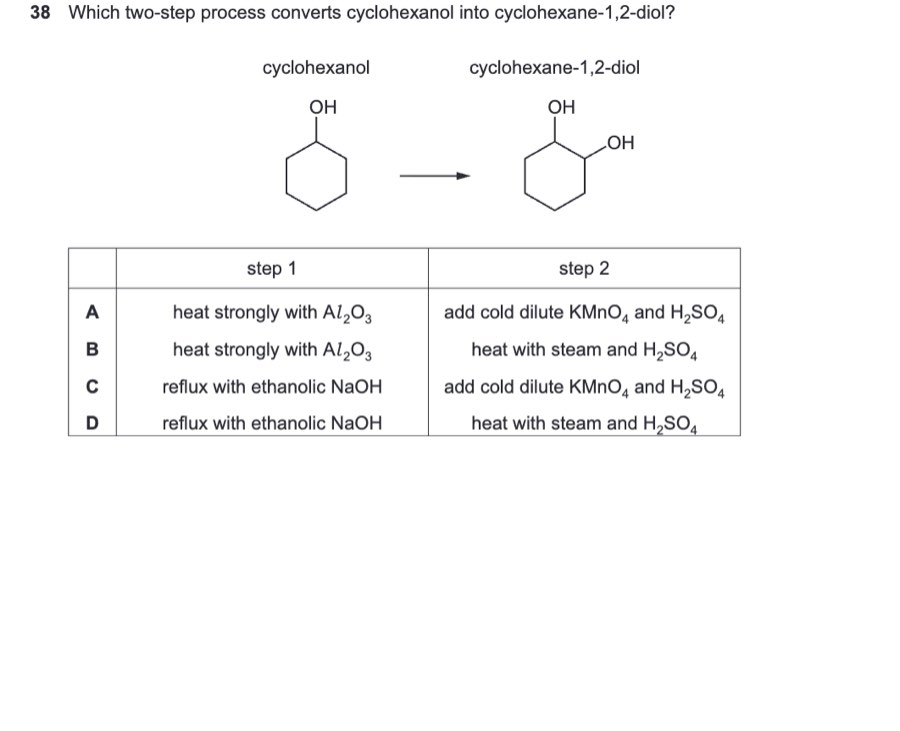 38 Which two-step process converts cyclohexanol into cyclohexane-1,2-diol?
cyclohexanol cyclohexane-1,2-diol
OH OH
OH
step 1 step 2
A heat strongly with Al₂O₃ add cold dilute KMnO₄ and H₂SO₄
B heat strongly with Al₂O₃ heat with steam and H₂SO₄
C reflux with ethanolic NaOH add cold dilute KMnO₄ and H₂SO₄
D reflux with ethanolic NaOH heat with steam and H₂SO₄